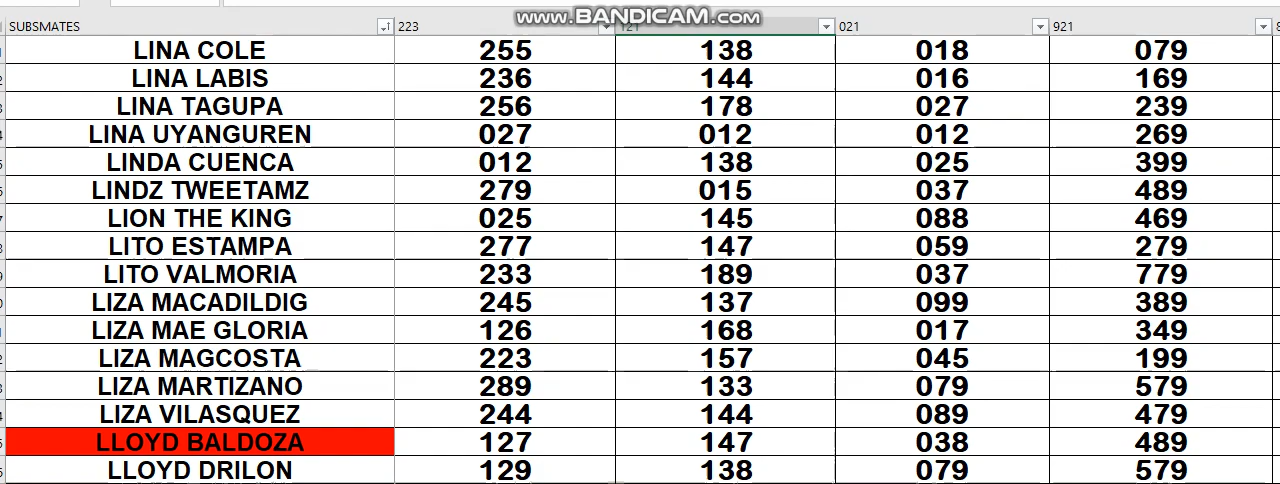 www.BANDICAM.com
SUBSMATES 223 121 021 921
LINA COLE 255 138 018 079
LINA LABIS 236 144 016 169
LINA TAGUPA 256 178 027 239
LINA UYANGUREN 027 012 012 269
LINDA CUENCA 012 138 025 399
LINDZ TWEETAMZ 279 015 037 489
LION THE KING 025 145 088 469
LITO ESTAMPA 277 147 059 279
LITO VALMORIA 233 189 037 779
LIZA MACADILDIG 245 137 099 389
LIZA MAE GLORIA 126 168 017 349
LIZA MAGCOSTA 223 157 045 199
LIZA MARTIZANO 289 133 079 579
LIZA VILASQUEZ 244 144 089 479
LLOYD BALDOZA 127 147 038 489
LLOYD DRILON 129 138 079 579